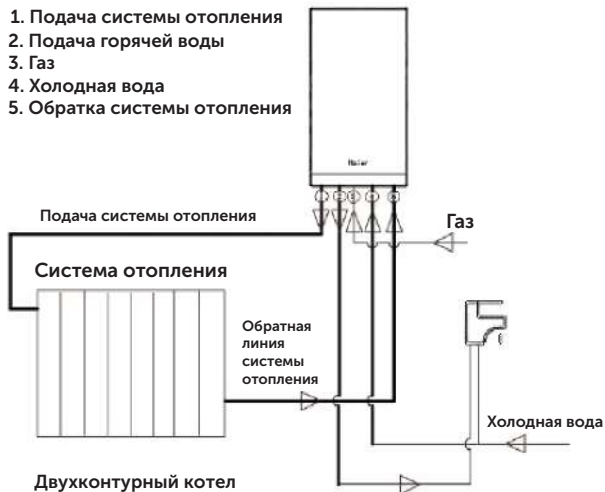 1. Подача системы отопления
2. Подача горячей воды
3. Газ
4. Холодная вода
5. Обратка системы отопления
Haier
Подача системы отопления
Газ
Система отопления
Обратная
линия
системы
отопления
Холодная вода
Двухконтурный котел